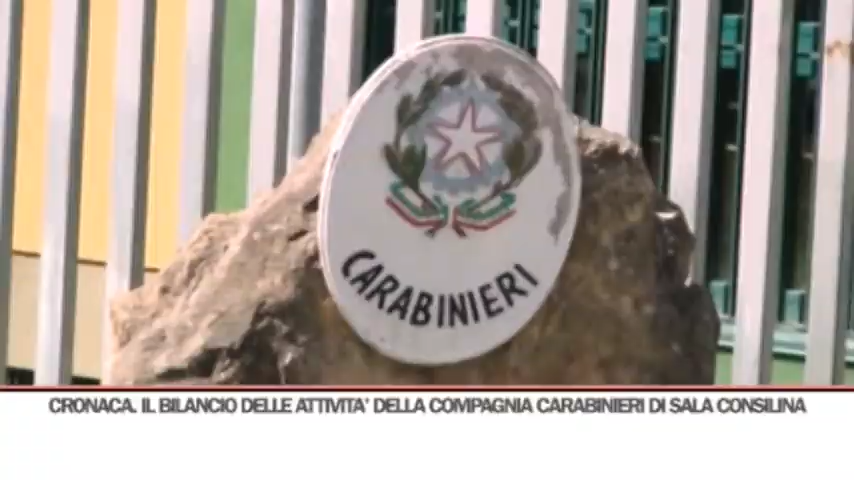 CARABINIERI
CRONACA. IL BILANCIO DELLE ATTIVITA' DELLA COMPAGNIA CARABINIERI DI SALA CONSILINA